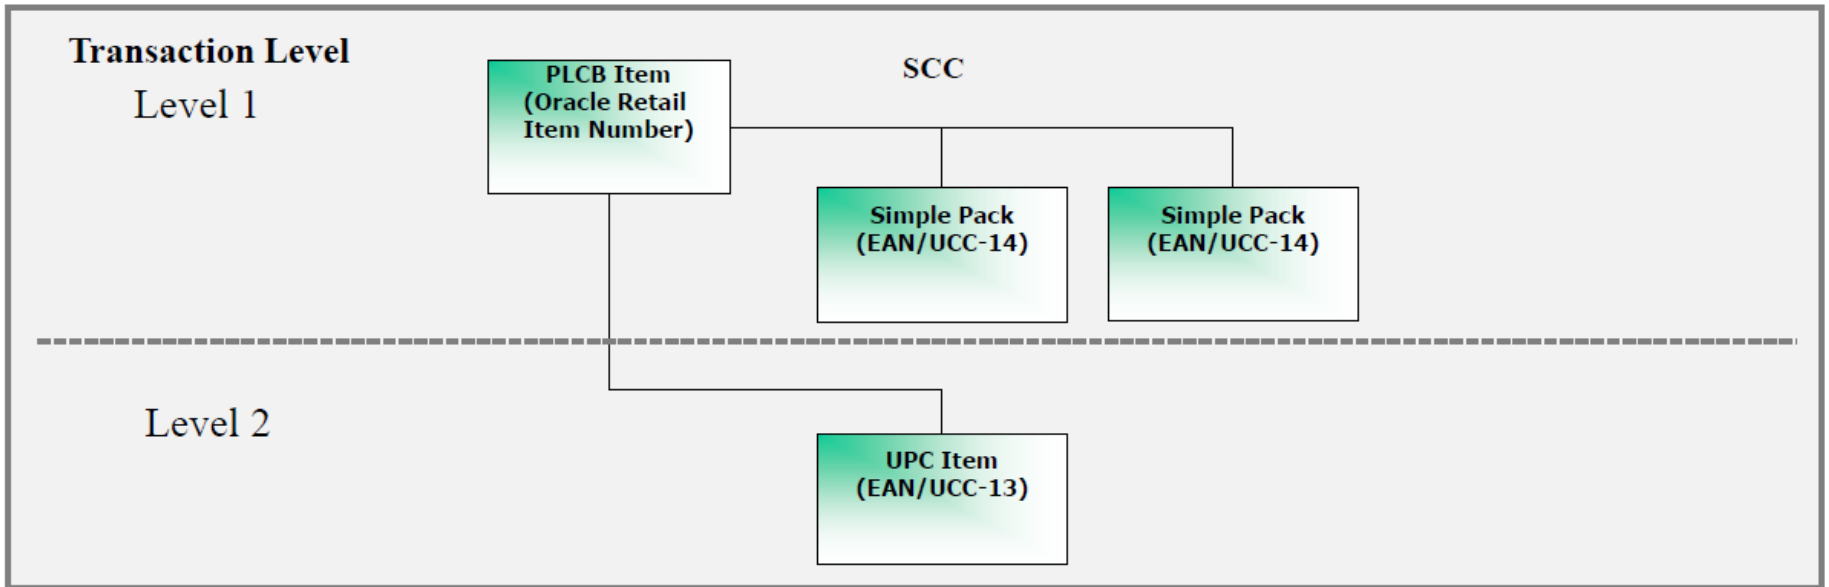 Transaction Level
Level 1
PLCB Item
(Oracle Retail
Item Number)
SCC
Simple Pack
(EAN/UCC-14)
Simple Pack
(EAN/UCC-14)
Level 2
UPC Item
(EAN/UCC-13)